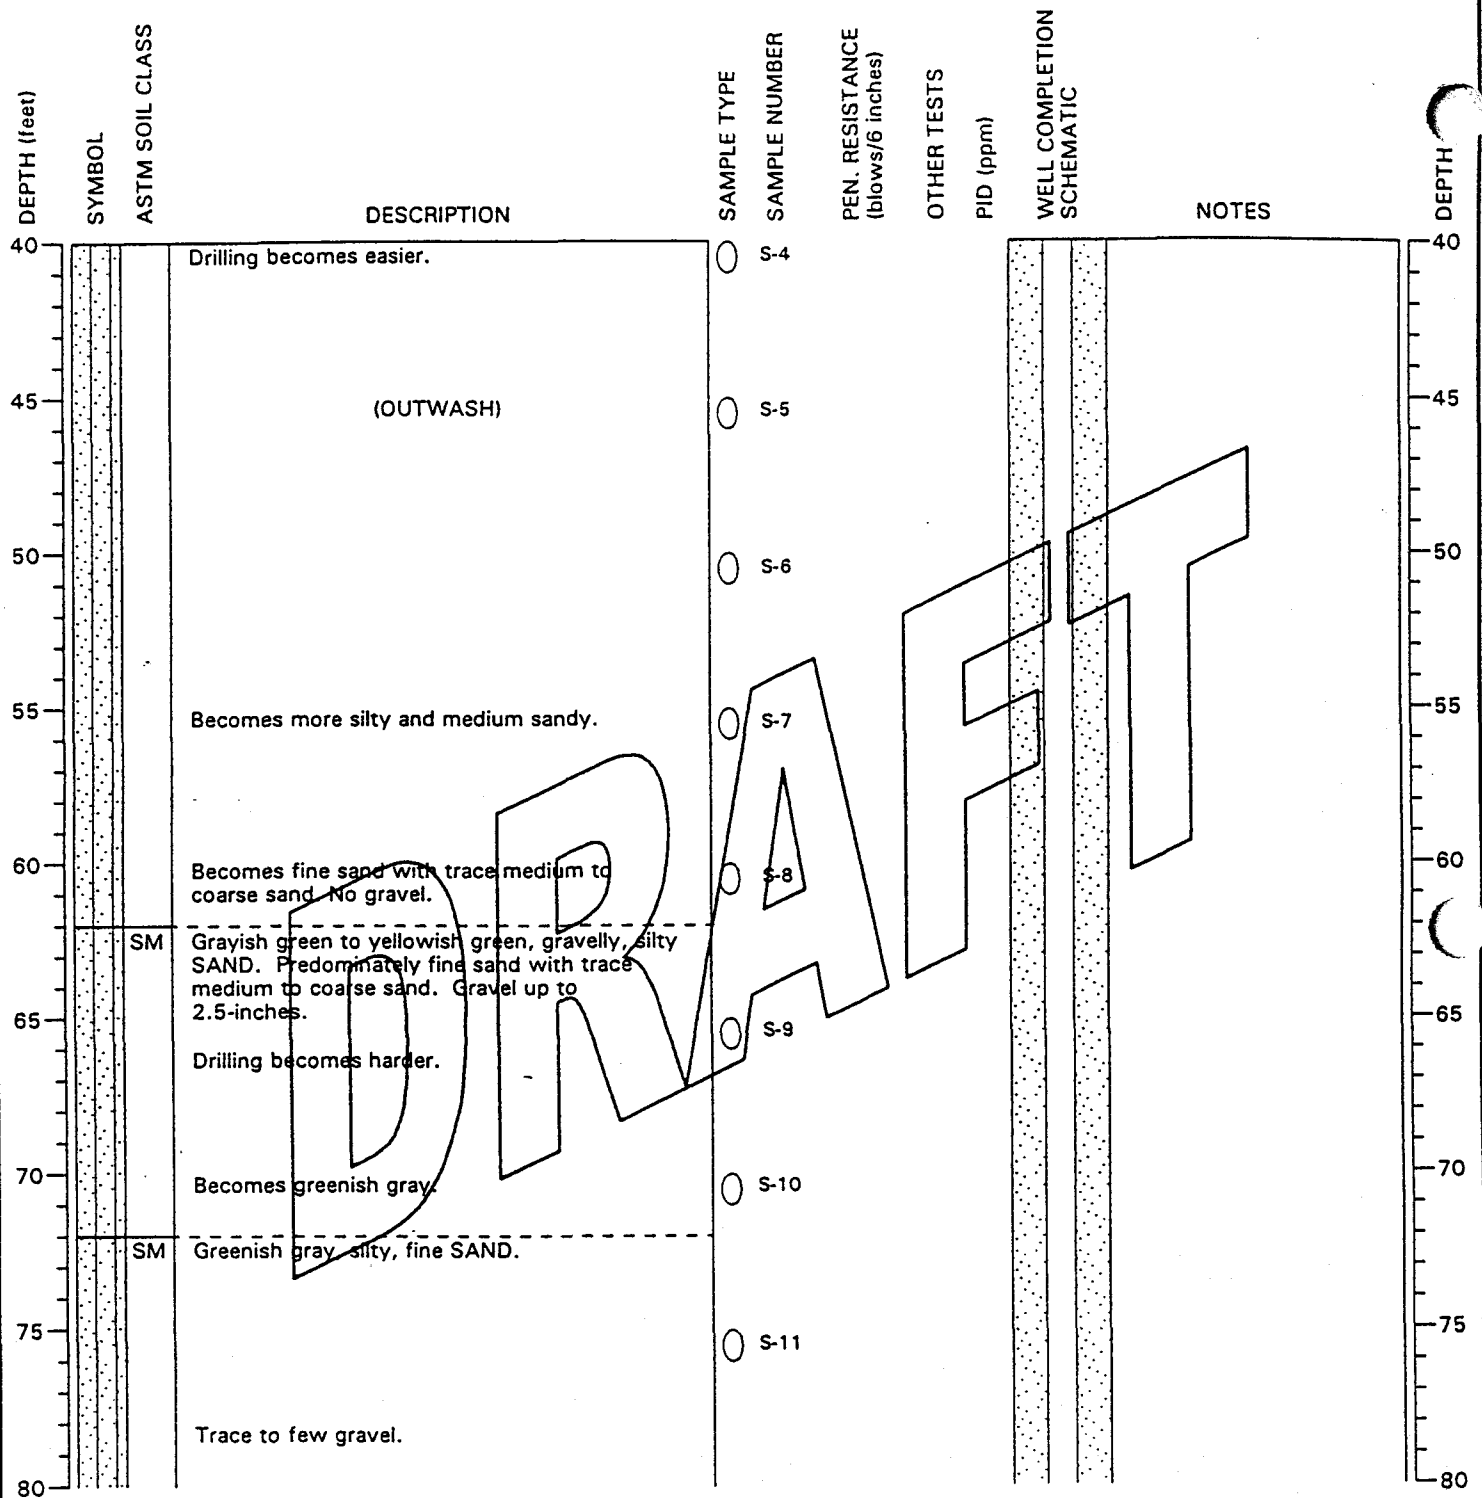 DEPTH (feet)
SYMBOL
ASTM SOIL CLASS
DESCRIPTION
SAMPLE TYPE
SAMPLE NUMBER
PEN. RESISTANCE
(blows/6 inches)
OTHER TESTS
PID (ppm)
WELL COMPLETION
SCHEMATIC
NOTES
DEPTH
40
Drilling becomes easier.
S-4
40
45
(OUTWASH)
S-5
45
50
S-6
50
55
Becomes more silty and medium sandy.
S-7
55
60
Becomes fine sand with trace medium to
coarse sand. No gravel.
S-8
60
SM
Grayish green to yellowish green, gravelly, silty
SAND. Predominately fine sand with trace
medium to coarse sand. Gravel up to
2.5-inches.
65
S-9
65
Drilling becomes harder.
70
Becomes greenish gray.
S-10
70
SM
Greenish gray, silty, fine SAND.
75
S-11
75
Trace to few gravel.
80
80
DRAFT